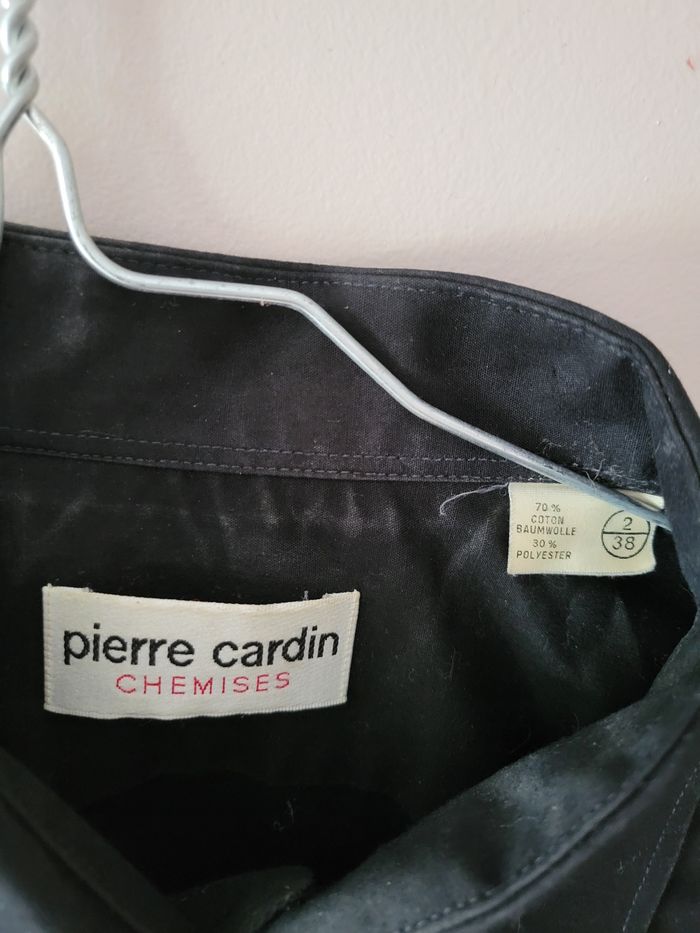 70 %
COTON
BAUMWOLLE
30 %
POLYESTER
2
38
pierre cardin
CHEMISES